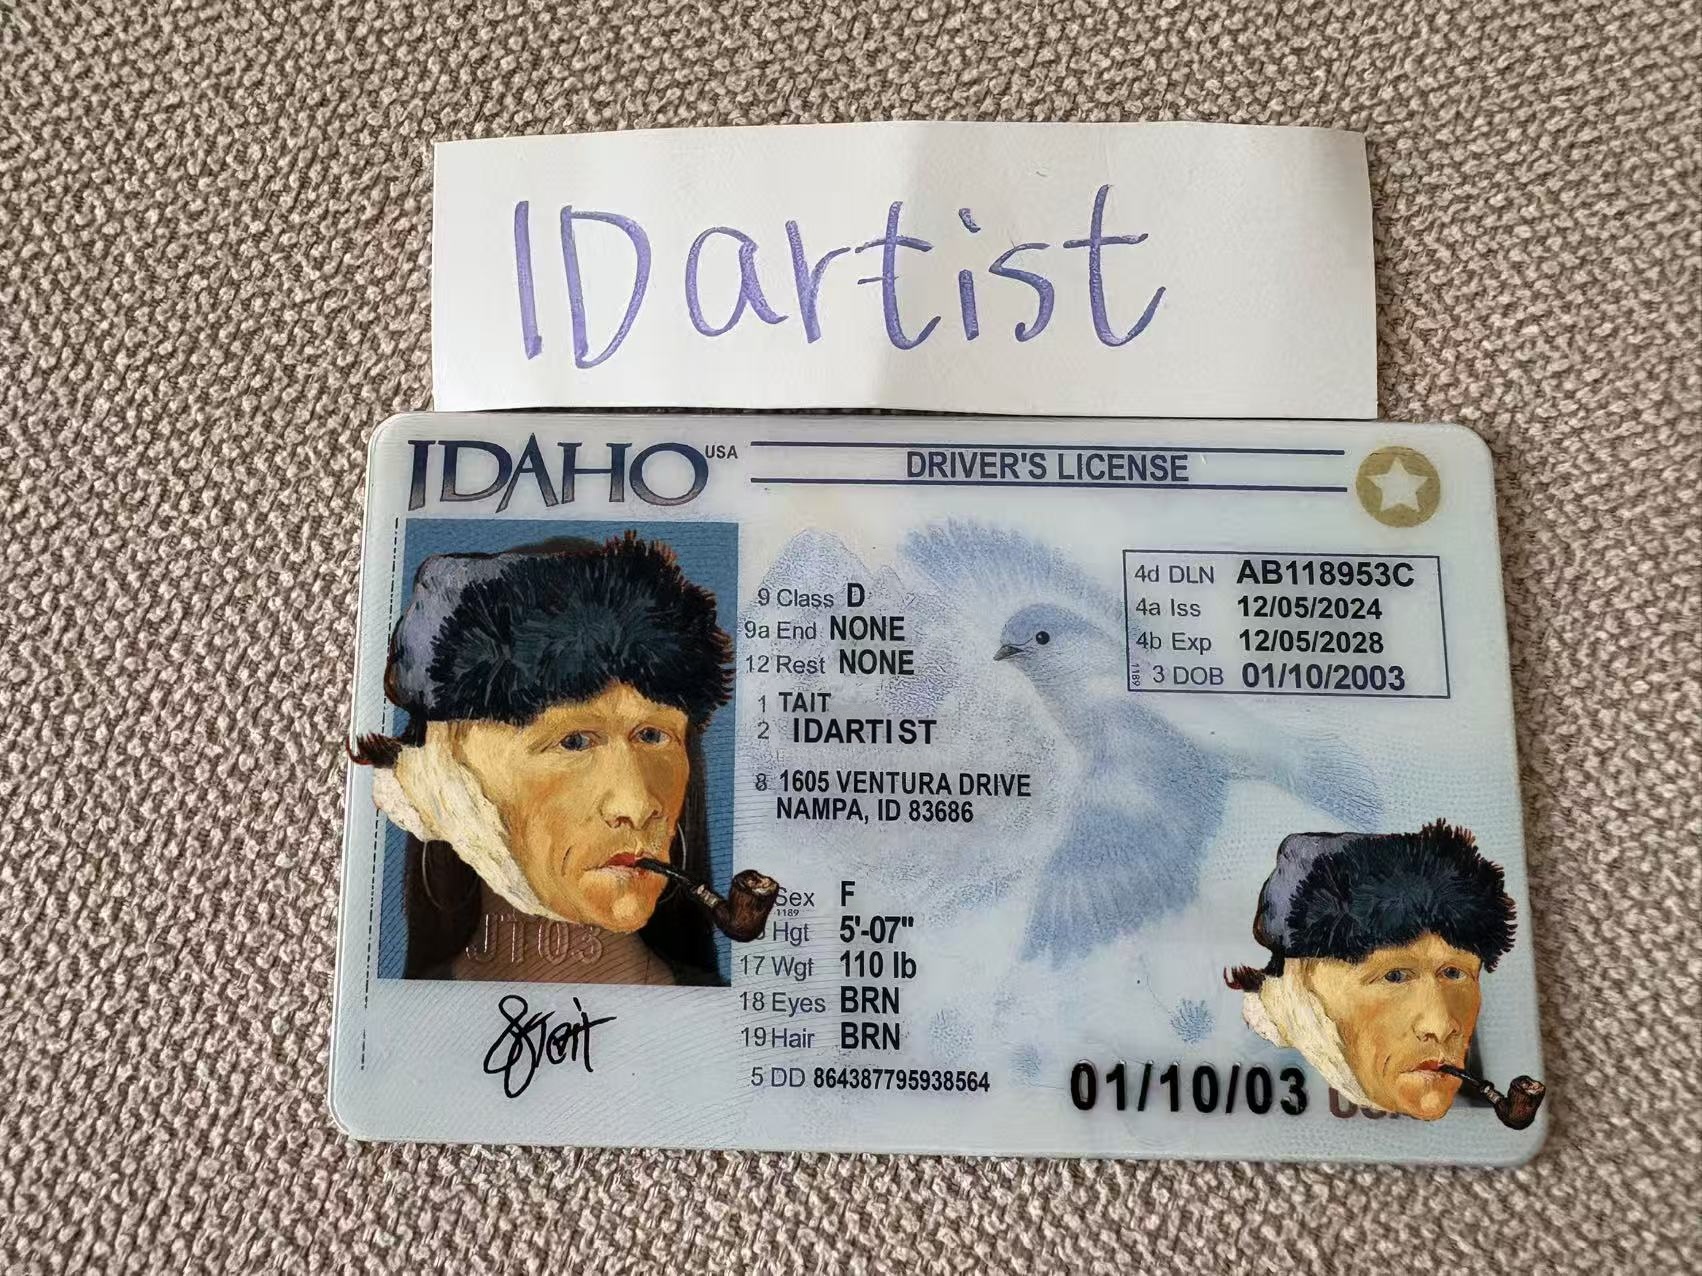 IDartist
IDAHO USA DRIVER'S LICENSE
4d DLN AB118953C
4a Iss 12/05/2024
4b Exp 12/05/2028
3 DOB 01/10/2003
1189
9 Class D
9a End NONE
12 Rest NONE
1 TAIT
2 IDARTIST
8 1605 VENTURA DRIVE
NAMPA, ID 83686
Sex F
1189
Hgt 5'-07"
17 Wgt 110 lb
18 Eyes BRN
19 Hair BRN
5 DD 864387795938564
JT03
01/10/03